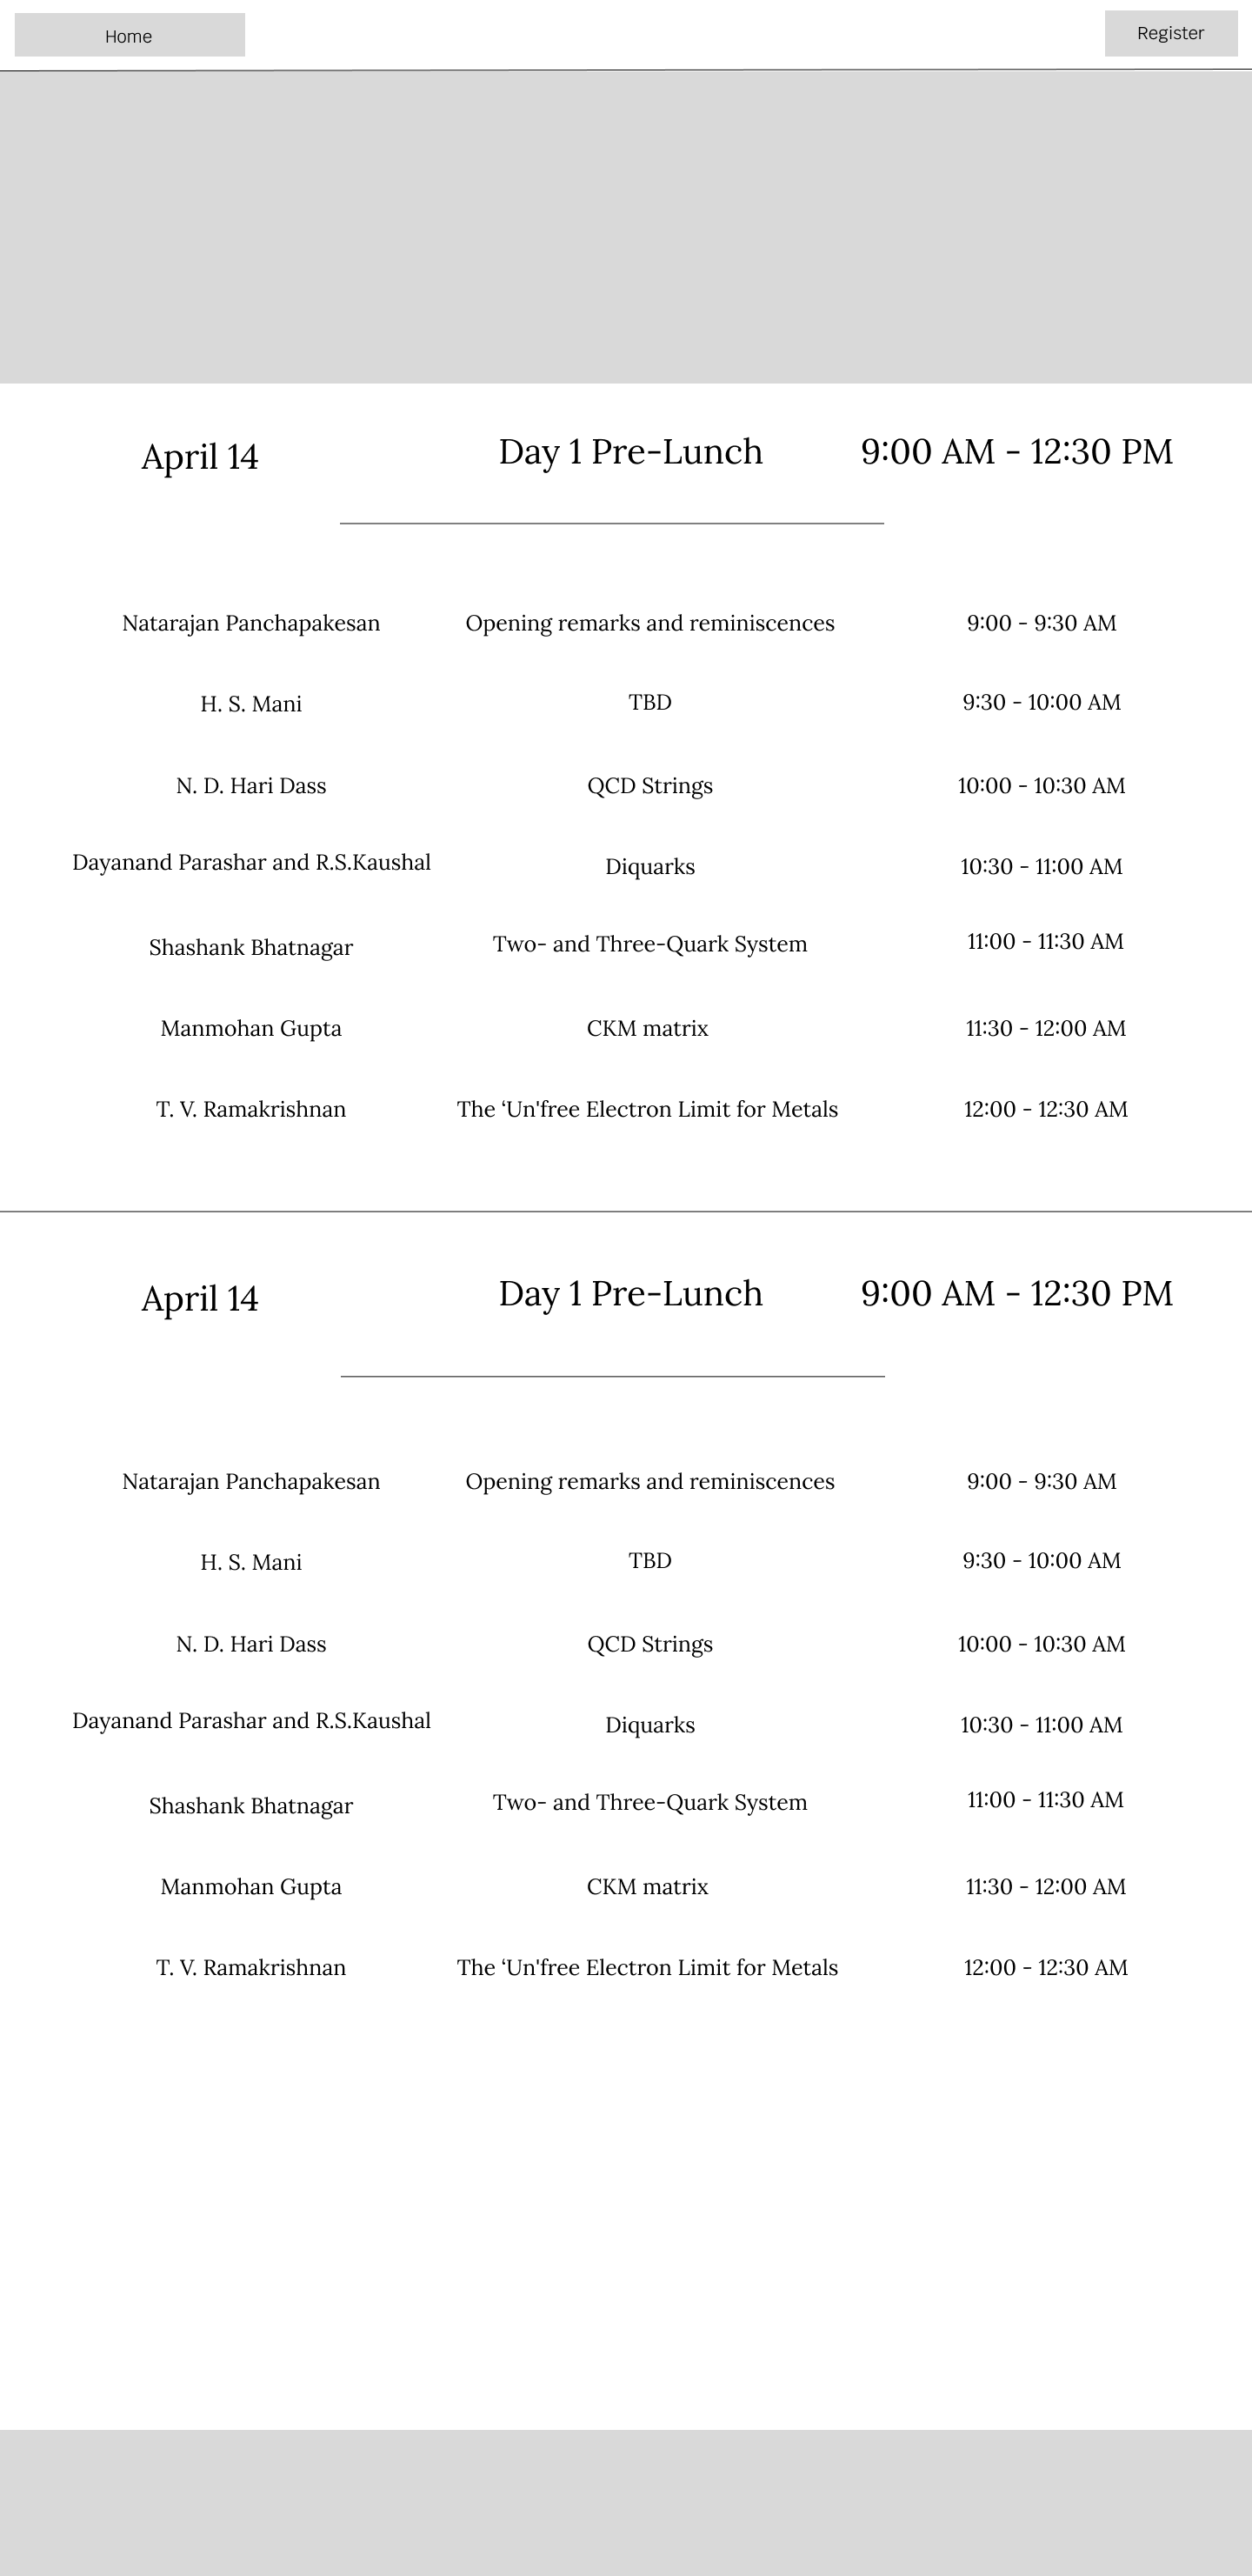 Home Register
April 14 Day 1 Pre-Lunch 9:00 AM - 12:30 PM
Natarajan Panchapakesan Opening remarks and reminiscences 9:00 - 9:30 AM
H. S. Mani TBD 9:30 - 10:00 AM
N. D. Hari Dass QCD Strings 10:00 - 10:30 AM
Dayanand Parashar and R.S.Kaushal Diquarks 10:30 - 11:00 AM
Shashank Bhatnagar Two- and Three-Quark System 11:00 - 11:30 AM
Manmohan Gupta CKM matrix 11:30 - 12:00 AM
T. V. Ramakrishnan The ‘Un'free Electron Limit for Metals 12:00 - 12:30 AM
April 14 Day 1 Pre-Lunch 9:00 AM - 12:30 PM
Natarajan Panchapakesan Opening remarks and reminiscences 9:00 - 9:30 AM
H. S. Mani TBD 9:30 - 10:00 AM
N. D. Hari Dass QCD Strings 10:00 - 10:30 AM
Dayanand Parashar and R.S.Kaushal Diquarks 10:30 - 11:00 AM
Shashank Bhatnagar Two- and Three-Quark System 11:00 - 11:30 AM
Manmohan Gupta CKM matrix 11:30 - 12:00 AM
T. V. Ramakrishnan The ‘Un'free Electron Limit for Metals 12:00 - 12:30 AM